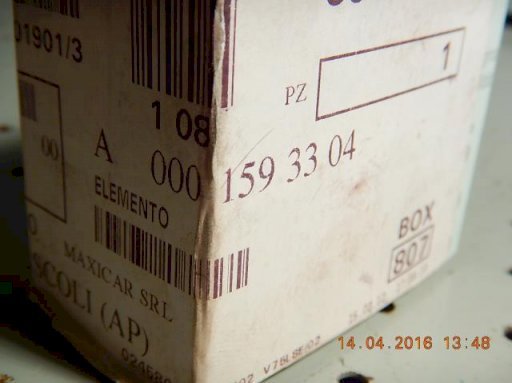 01901/3
1 08
PZ 1
00
A 000 159 33 04
ELEMENTO
BOX
807
MAXICAR SRL
SCOLI (AP)
14.04.2016 13:48